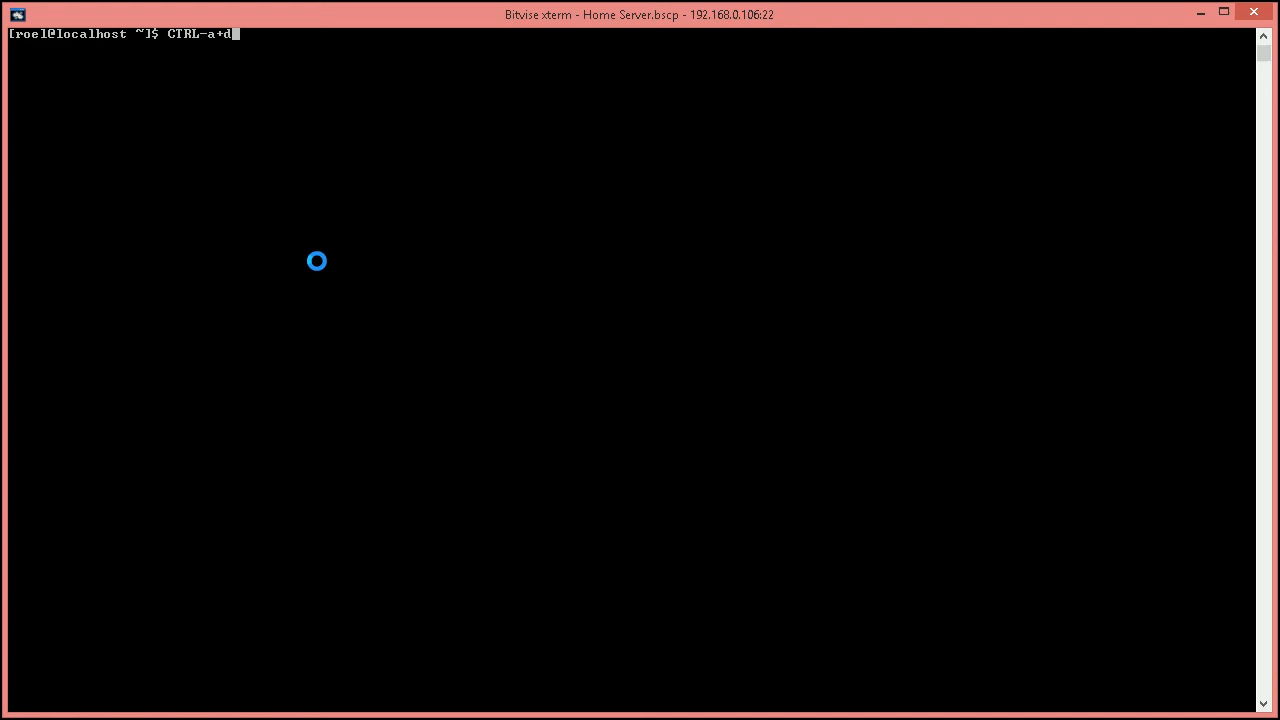 Bitvise xterm - Home Server.bscp - 192.168.0.106:22
[roel@localhost ~]$ CTRL-a+d